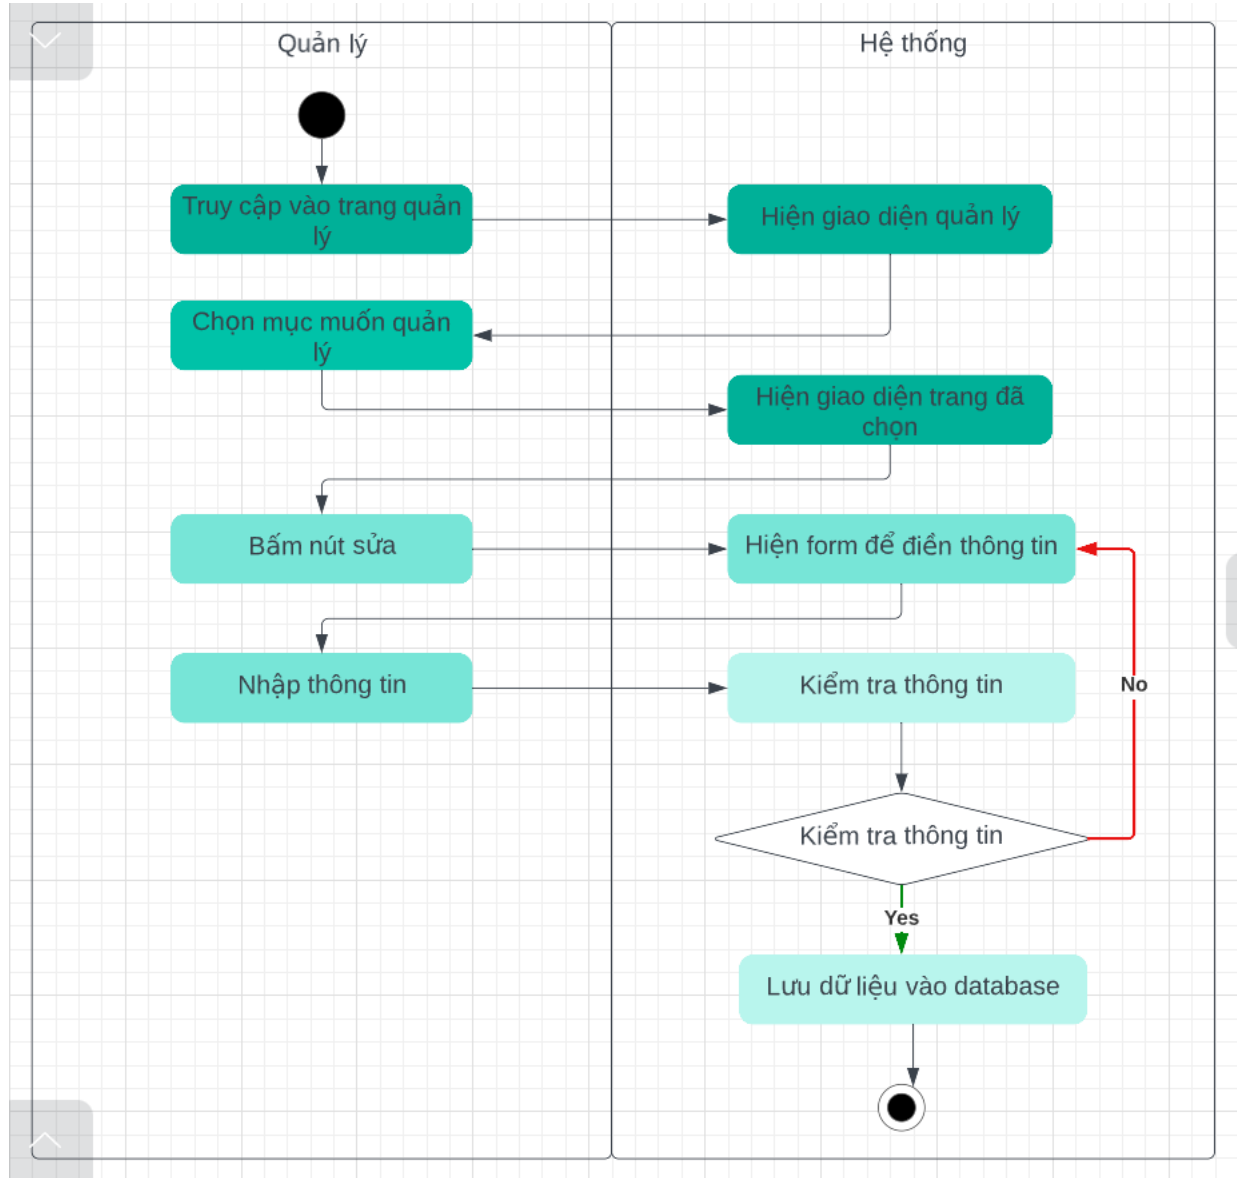 Quản lý
Hệ thống
Truy cập vào trang quản
lý
Hiện giao diện quản lý
Chọn mục muốn quản
lý
Hiện giao diện trang đã
chọn
Bấm nút sửa
Hiện form để điền thông tin
Nhập thông tin
Kiểm tra thông tin
No
Kiểm tra thông tin
Yes
Lưu dữ liệu vào database